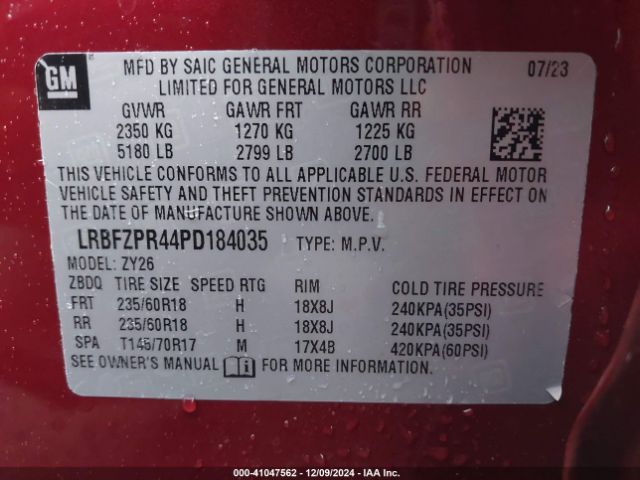 GM
MFD BY SAIC GENERAL MOTORS CORPORATION 07/23
LIMITED FOR GENERAL MOTORS LLC
GVWR GAWR FRT GAWR RR
2350 KG 1270 KG 1225 KG
5180 LB 2799 LB 2700 LB
THIS VEHICLE CONFORMS TO ALL APPLICABLE U.S. FEDERAL MOTOR
VEHICLE SAFETY AND THEFT PREVENTION STANDARDS IN EFFECT ON
THE DATE OF MANUFACTURE SHOWN ABOVE.
LRBFZPR44PD184035 TYPE: M.P.V.
MODEL: ZY26
ZBDQ TIRE SIZE SPEED RTG RIM COLD TIRE PRESSURE
FRT 235/60R18 H 18X8J 240KPA(35PSI)
RR 235/60R18 H 18X8J 240KPA(35PSI)
SPA T145/70R17 M 17X4B 420KPA(60PSI)
SEE OWNER'S MANUAL FOR MORE INFORMATION.
000-41047562 - 12/09/2024 - IAA Inc.